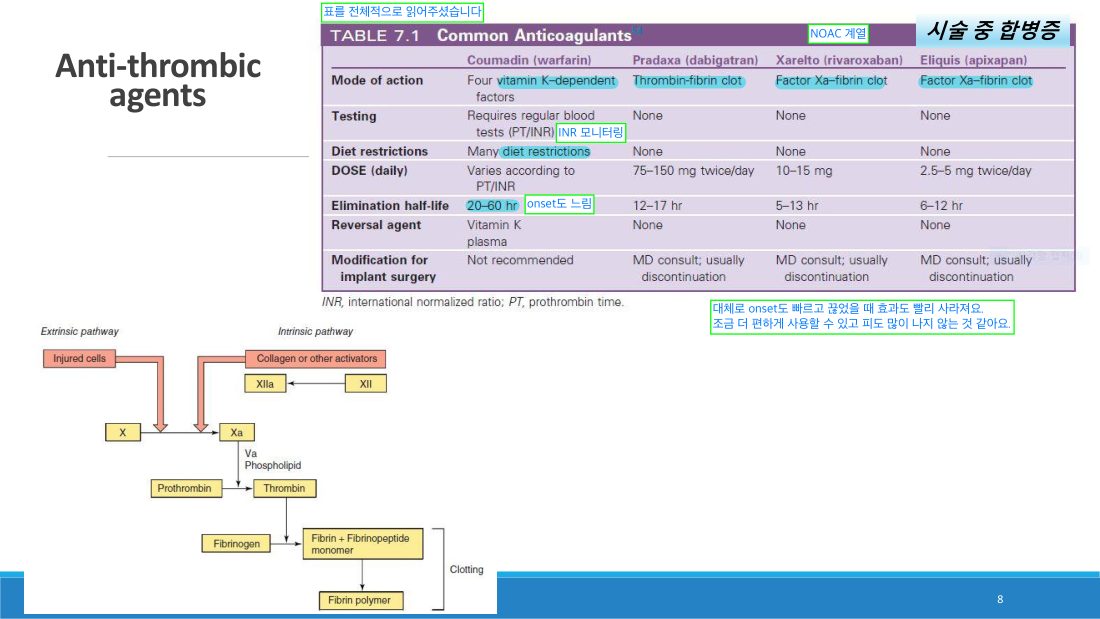 표를 전체적으로 읽어주셨습니다
시술 중 합병증
Anti-thrombic
agents
TABLE 7.1 Common Anticoagulants
NOAC 계열
Coumadin (warfarin) Pradaxa (dabigatran) Xarelto (rivaroxaban) Eliquis (apixapan)
Mode of action Four vitamin K–dependent Thrombin-fibrin clot Factor Xa–fibrin clot Factor Xa–fibrin clot
factors
Testing Requires regular blood None None None
tests (PT/INR) INR 모니터링
Diet restrictions Many diet restrictions None None None
DOSE (daily) Varies according to 75–150 mg twice/day 10–15 mg 2.5–5 mg twice/day
PT/INR
Elimination half-life 20–60 hr onset도 느림 12–17 hr 5–13 hr 6–12 hr
Reversal agent Vitamin K None None None
plasma
Modification for Not recommended MD consult; usually MD consult; usually MD consult; usually
implant surgery discontinuation discontinuation discontinuation
INR, international normalized ratio; PT, prothrombin time.
대체로 onset도 빠르고 끊었을 때 효과도 빨리 사라져요.
조금 더 편하게 사용할 수 있고 피도 많이 나지 않는 것 같아요.
Extrinsic pathway Intrinsic pathway
Injured cells Collagen or other activators
XIIa XII
X Xa
Va
Phospholipid
Prothrombin Thrombin
Fibrinogen Fibrin + Fibrinopeptide
monomer
Clotting
Fibrin polymer
8